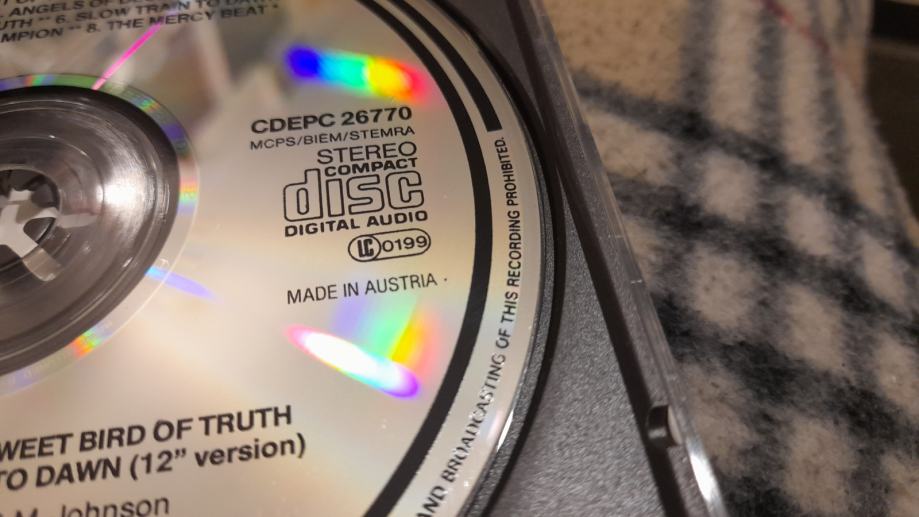 ANGELS OF
UTH ** 6. SLOW TRAIN TO DAWN
MPION ** 8. THE MERCY BEAT *
CDEPC 26770
MCPS/BIEM/STEMRA
STEREO
COMPACT
disc
DIGITAL AUDIO
LC 0199
MADE IN AUSTRIA ·
AND BROADCASTING OF THIS RECORDING PROHIBITED.
WEET BIRD OF TRUTH
TO DAWN (12” version)
M. Johnson